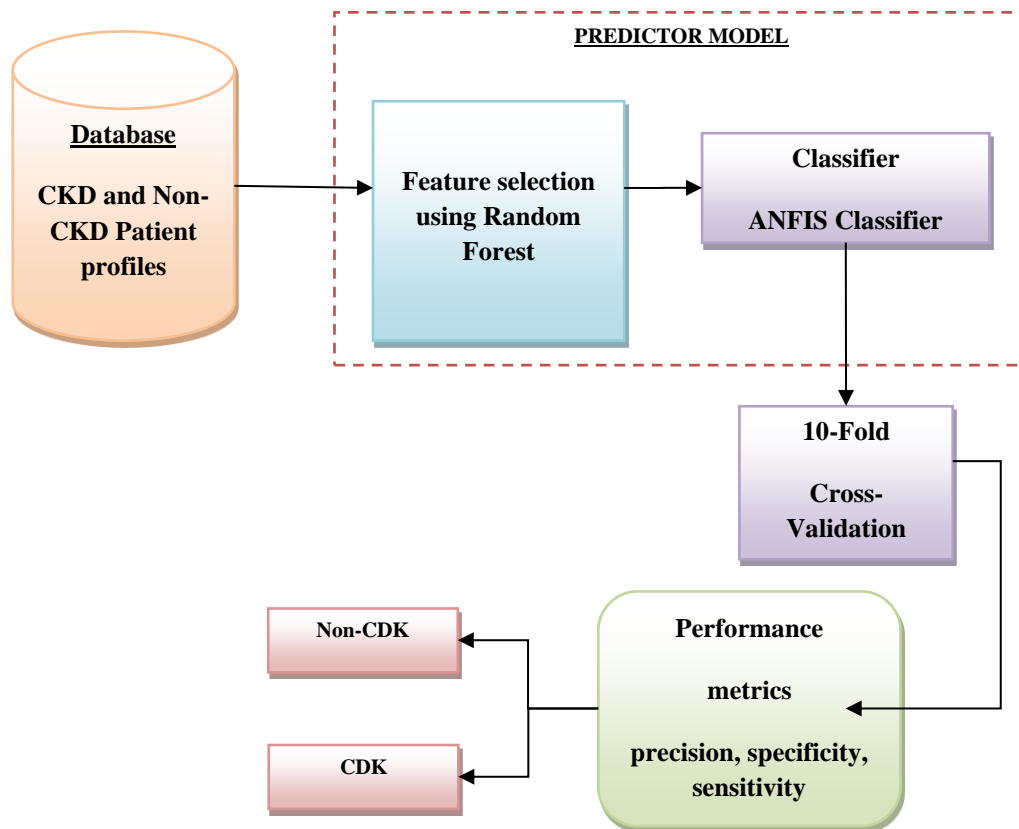 PREDICTOR MODEL
Database
CKD and Non-
CKD Patient
profiles
Feature selection
using Random
Forest
Classifier
ANFIS Classifier
10-Fold
Cross-
Validation
Performance
metrics
precision, specificity,
sensitivity
Non-CDK
CDK